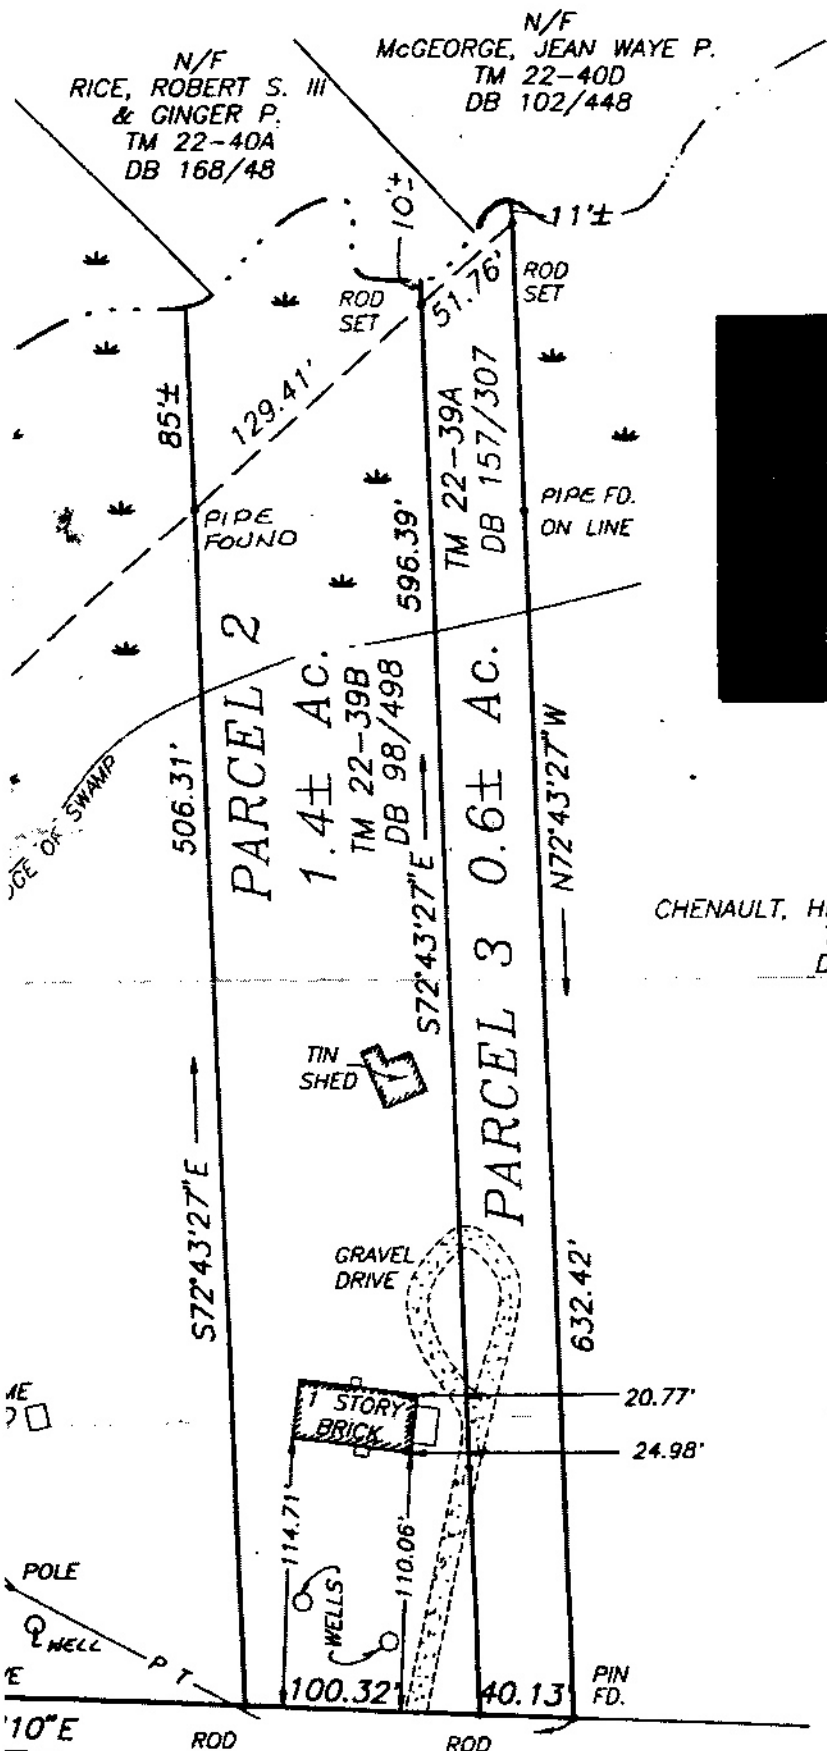 N/F
McGEORGE, JEAN WAYE P.
TM 22-40D
DB 102/448
N/F
RICE, ROBERT S. III
& GINGER P.
TM 22-40A
DB 168/48
10'±
11'±
ROD
SET
51.76'
ROD
SET
85'±
129.41'
TM 22-39A
DB 157/307
PIPE
FOUND
596.39'
PIPE FD.
ON LINE
PARCEL 2
1.4± Ac.
TM 22-39B
DB 98/498
PARCEL 3 0.6± Ac.
506.31'
OF SWAMP
S72°43'27"E
N72°43'27"W
CHENAULT,
TIN
SHED
S72°43'27"E
GRAVEL
DRIVE
632.42'
1 STORY
BRICK
20.77'
24.98'
114.71'
110.06'
WELLS
POLE
WELL
P T
100.32'
40.13'
PIN
FD.
10"E
ROD
ROD